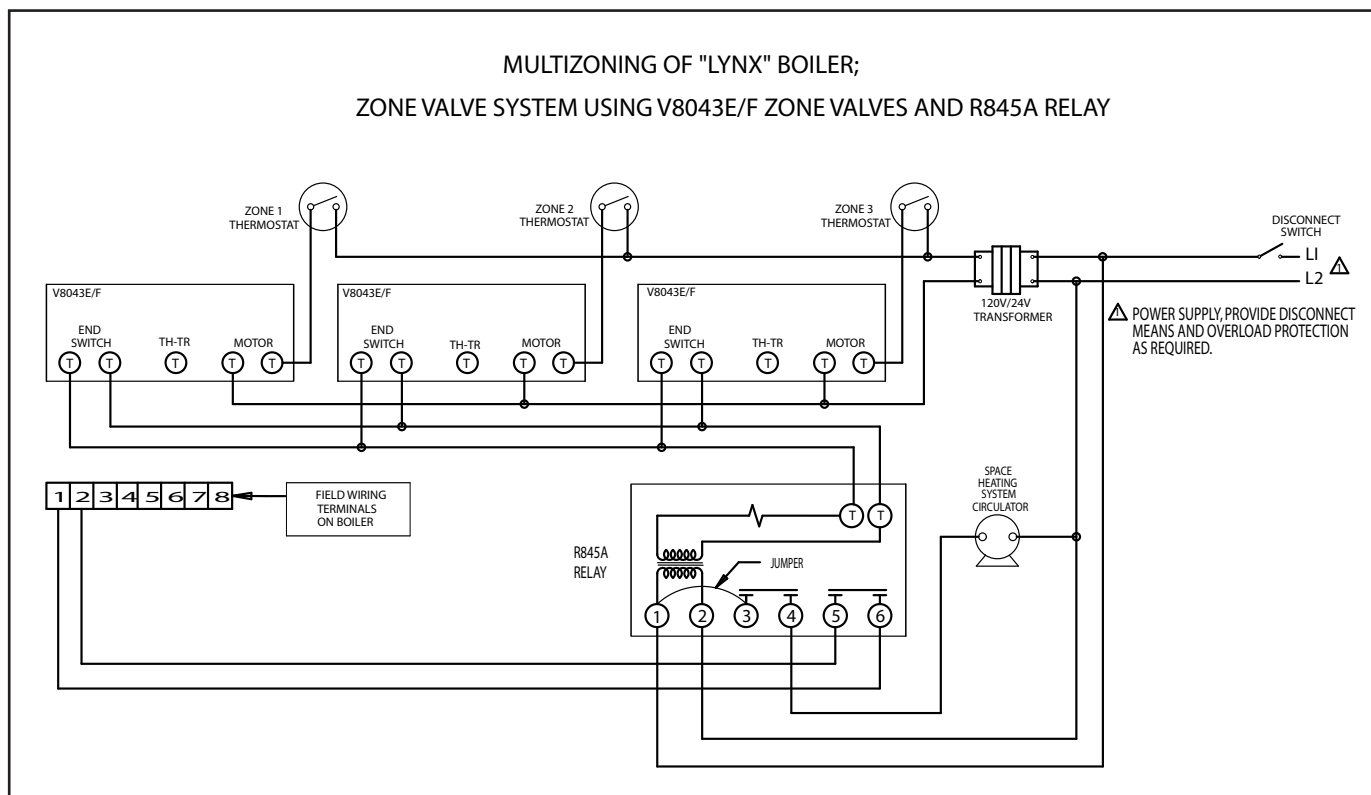 MULTIZONING OF "LYNX" BOILER;
ZONE VALVE SYSTEM USING V8043E/F ZONE VALVES AND R845A RELAY
ZONE 1
THERMOSTAT
ZONE 2
THERMOSTAT
ZONE 3
THERMOSTAT
DISCONNECT
SWITCH
L1
L2
1
120V/24V
TRANSFORMER
1 POWER SUPPLY, PROVIDE DISCONNECT
MEANS AND OVERLOAD PROTECTION
AS REQUIRED.
V8043E/F
END
SWITCH
TH-TR
MOTOR
T T T T T
V8043E/F
END
SWITCH
TH-TR
MOTOR
T T T T T
V8043E/F
END
SWITCH
TH-TR
MOTOR
T T T T T
1 2 3 4 5 6 7 8
FIELD WIRING
TERMINALS
ON BOILER
SPACE
HEATING
SYSTEM
CIRCULATOR
R845A
RELAY
T T
JUMPER
1 2 3 4 5 6